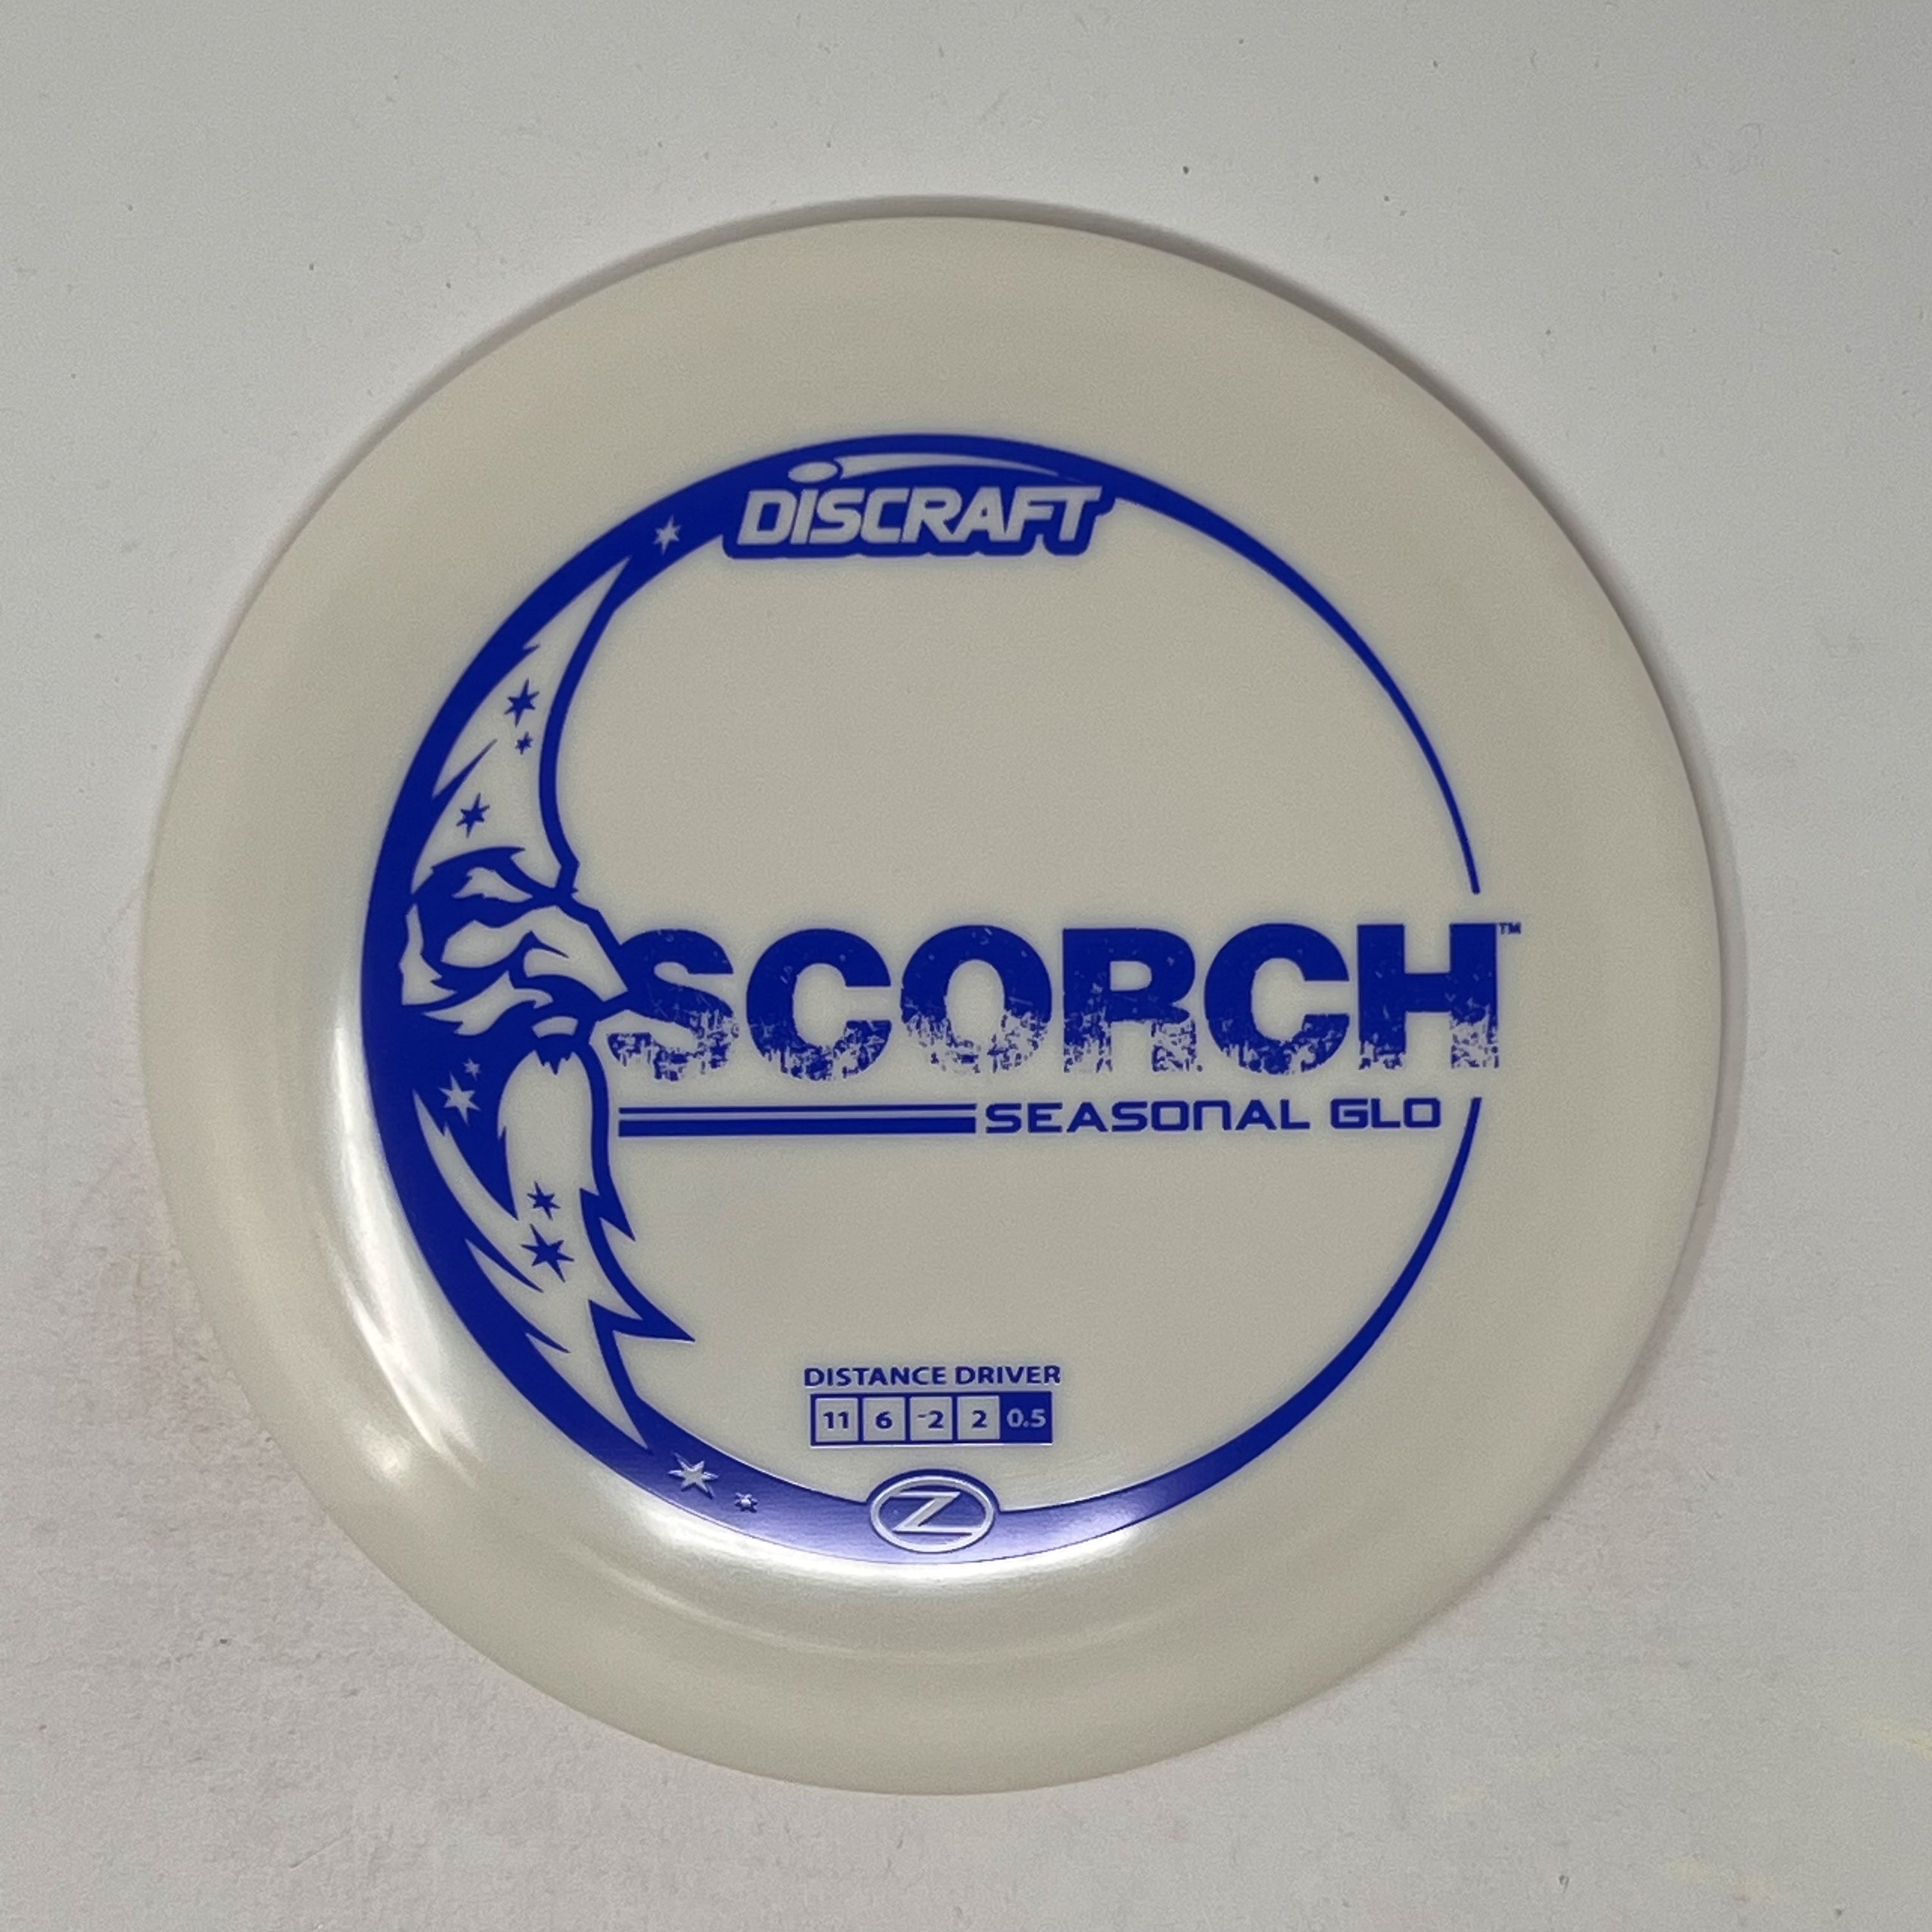 DISCRAFT
SCORCH™
SEASONAL GLO
DISTANCE DRIVER
11 6 -2 2 0.5
Z